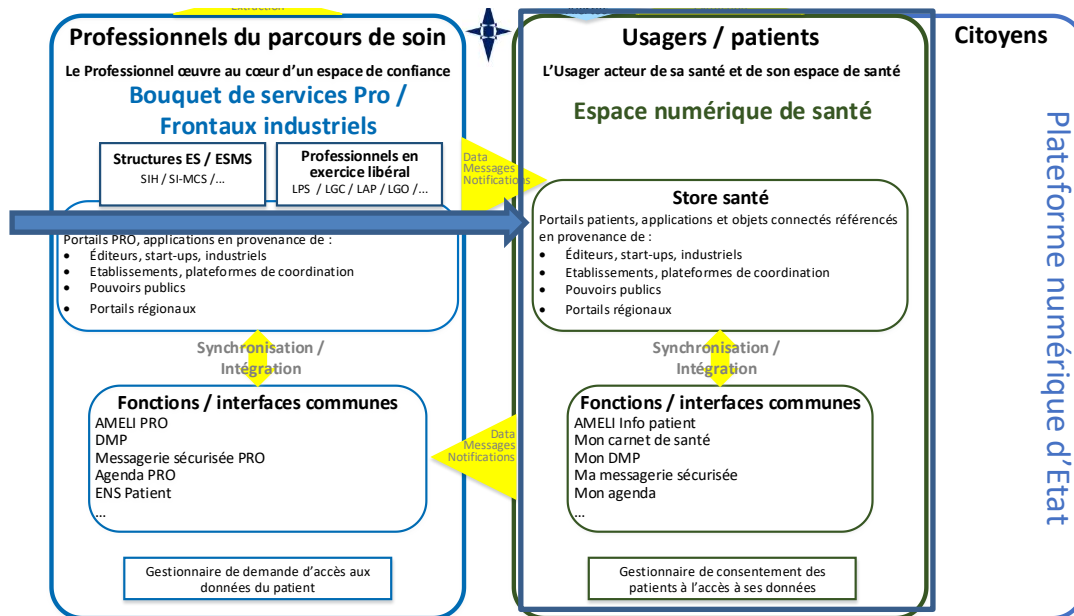 Extraction
Professionnels du parcours de soin
Le Professionnel œuvre au cœur d'un espace de confiance
Bouquet de services Pro /
Frontaux industriels
Structures ES / ESMS
SIH / SI-MCS /...
Professionnels en
exercice libéral
LPS / LGC / LAP / LGO /...
Portails PRO, applications en provenance de :
• Éditeurs, start-ups, industriels
• Etablissements, plateformes de coordination
• Pouvoirs publics
• Portails régionaux
Synchronisation /
Intégration
Fonctions / interfaces communes
AMELI PRO
DMP
Messagerie sécurisée PRO
Agenda PRO
ENS Patient
...
Gestionnaire de demande d'accès aux
données du patient
Data
Messages
Notifications
Data
Messages
Notifications
Usagers / patients
L'Usager acteur de sa santé et de son espace de santé
Espace numérique de santé
Store santé
Portails patients, applications et objets connectés référencés
en provenance de :
• Éditeurs, start-ups, industriels
• Etablissements, plateformes de coordination
• Pouvoirs publics
• Portails régionaux
Synchronisation /
Intégration
Fonctions / interfaces communes
AMELI Info patient
Mon carnet de santé
Mon DMP
Ma messagerie sécurisée
Mon agenda
...
Gestionnaire de consentement des
patients à l'accès à ses données
Citoyens
Plateforme numérique d'Etat